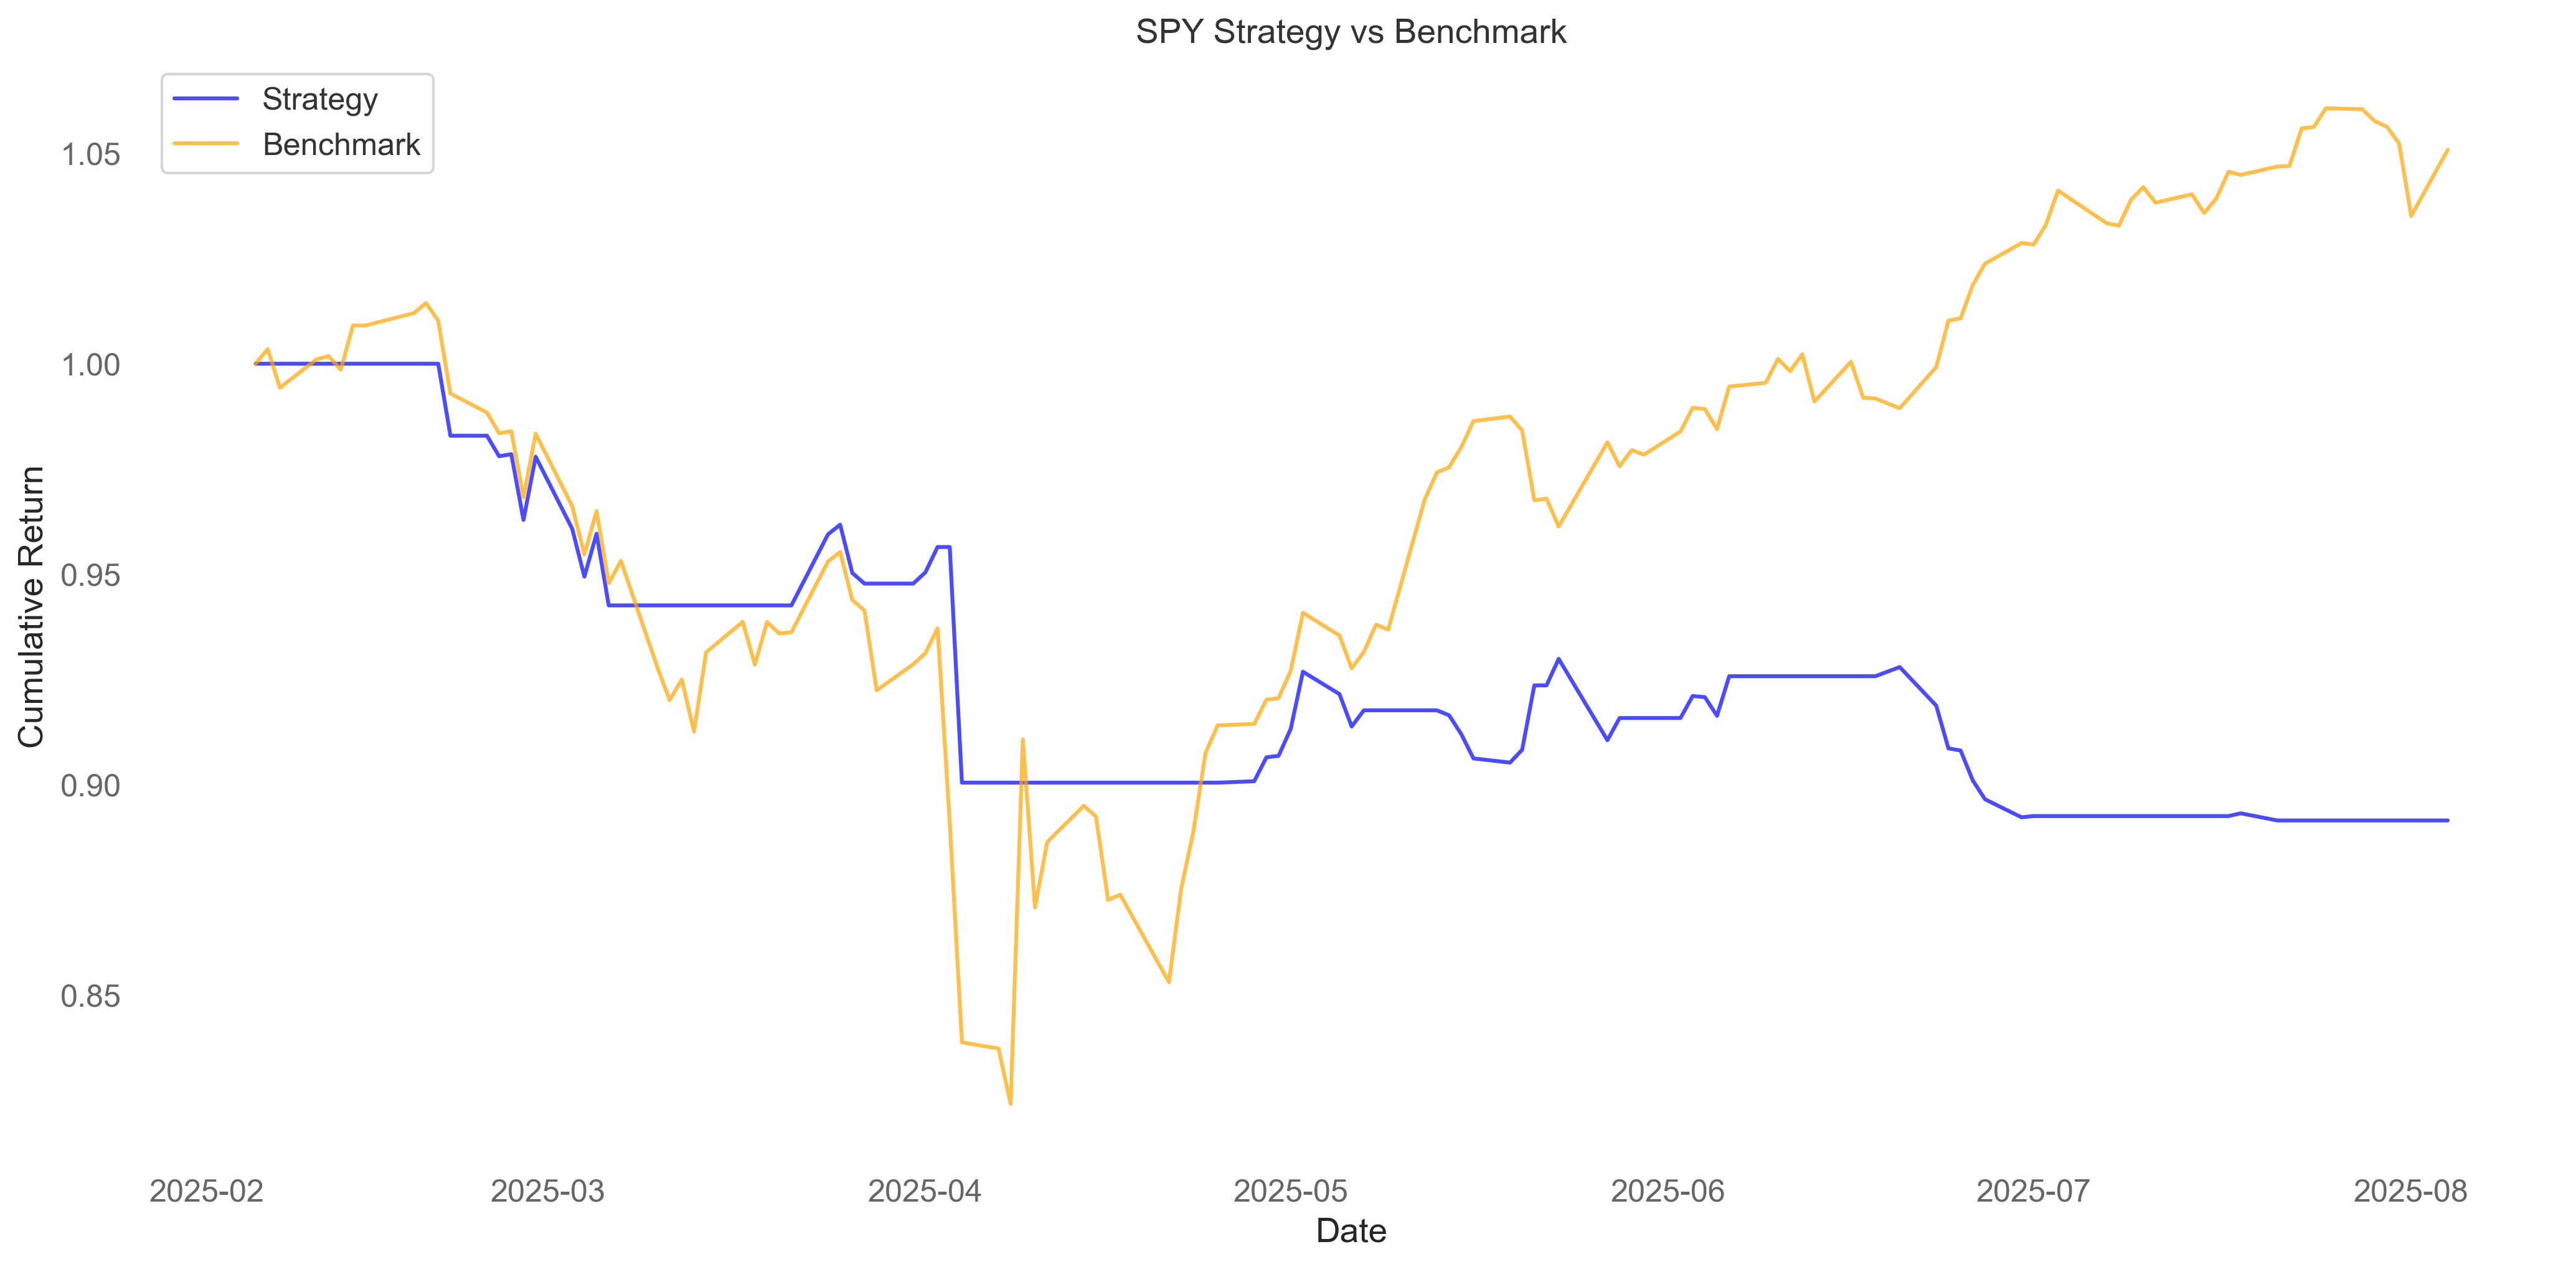 SPY Strategy vs Benchmark
Strategy
Benchmark
1.05
1.00
0.95
0.90
0.85
Cumulative Return
2025-02 2025-03 2025-04 2025-05 2025-06 2025-07 2025-08
Date